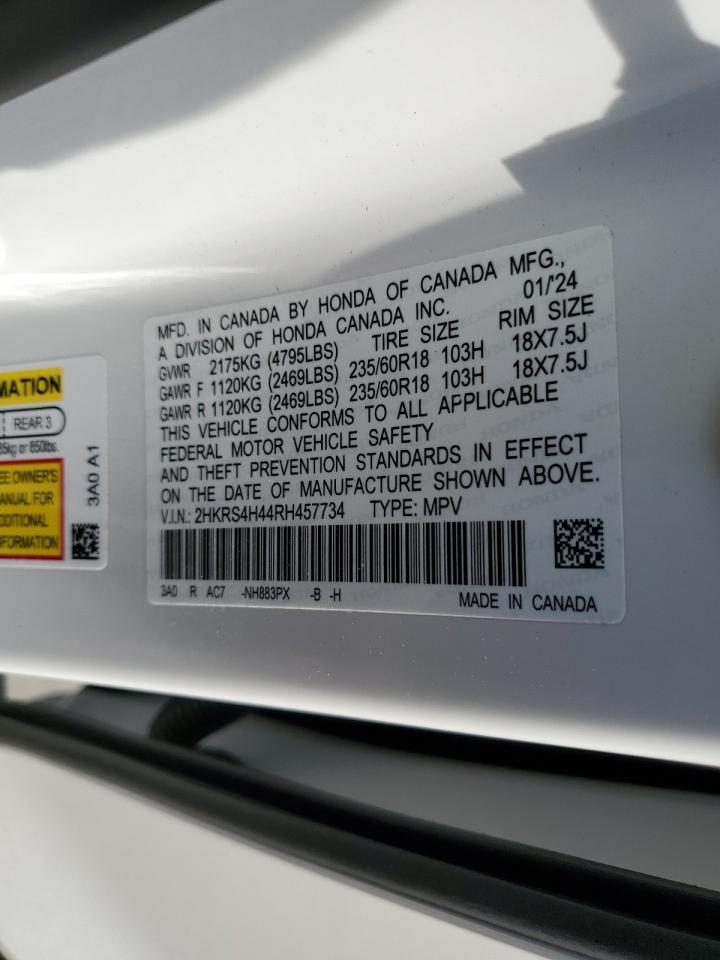 MFD. IN CANADA BY HONDA OF CANADA MFG.,
A DIVISION OF HONDA CANADA INC. 01/'24
GVWR 2175KG (4795LBS) TIRE SIZE RIM SIZE
GAWR F 1120KG (2469LBS) 235/60R18 103H 18X7.5J
GAWR R 1120KG (2469LBS) 235/60R18 103H 18X7.5J
THIS VEHICLE CONFORMS TO ALL APPLICABLE
FEDERAL MOTOR VEHICLE SAFETY
AND THEFT PREVENTION STANDARDS IN EFFECT
ON THE DATE OF MANUFACTURE SHOWN ABOVE.
V.I.N.: 2HKRS4H44RH457734 TYPE: MPV
3A0 R AC7 -NH883PX -B -H
MADE IN CANADA
MATION
REAR 3
85kg or 850lbs.
EE OWNER'S
ANUAL FOR
DDITIONAL
NFORMATION
3A0 A1